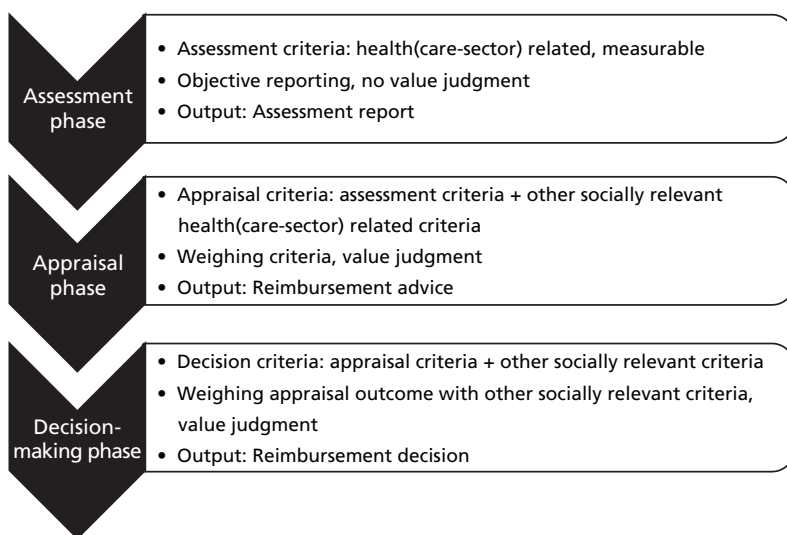 Assessment
phase
• Assessment criteria: health(care-sector) related, measurable
• Objective reporting, no value judgment
• Output: Assessment report
Appraisal
phase
• Appraisal criteria: assessment criteria + other socially relevant
health(care-sector) related criteria
• Weighing criteria, value judgment
• Output: Reimbursement advice
Decision-
making phase
• Decision criteria: appraisal criteria + other socially relevant criteria
• Weighing appraisal outcome with other socially relevant criteria,
value judgment
• Output: Reimbursement decision